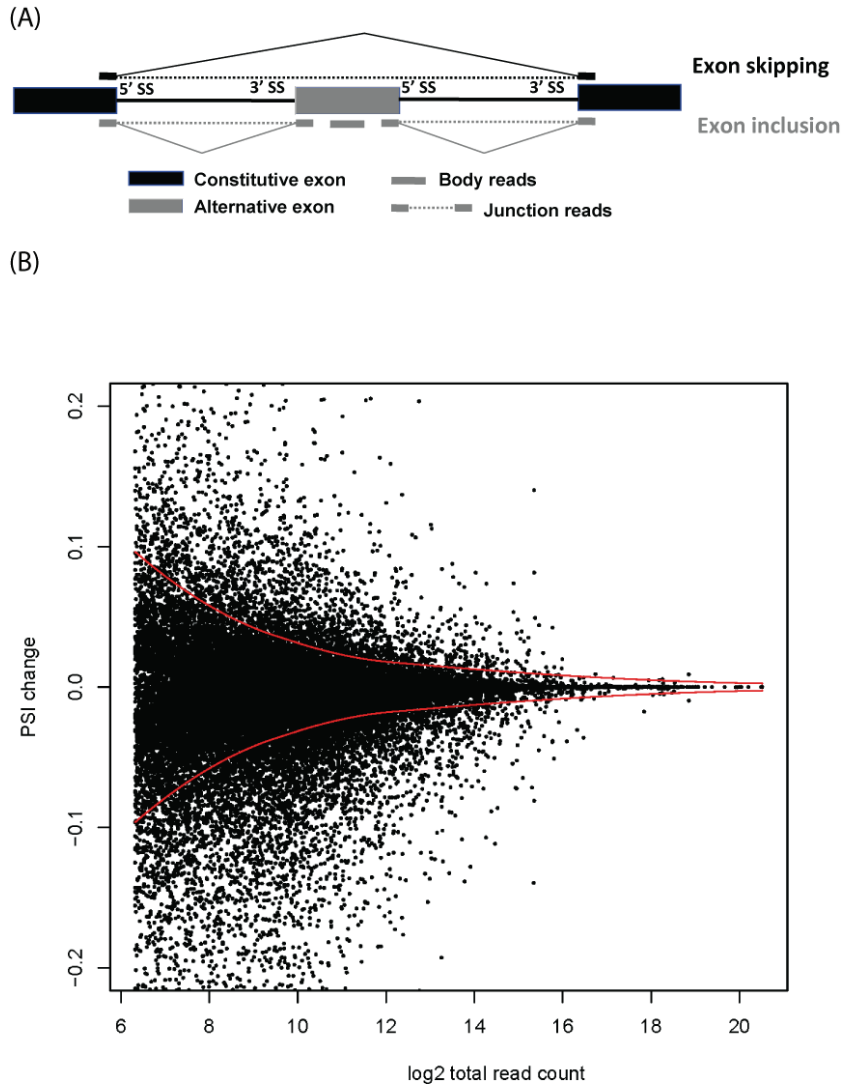 (A)
Exon skipping
5' SS 3' SS 5' SS 3' SS
Exon inclusion
Constitutive exon Body reads
Alternative exon Junction reads
(B)
0.2
0.1
0.0
−0.1
−0.2
PSI change
6 8 10 12 14 16 18 20
log2 total read count